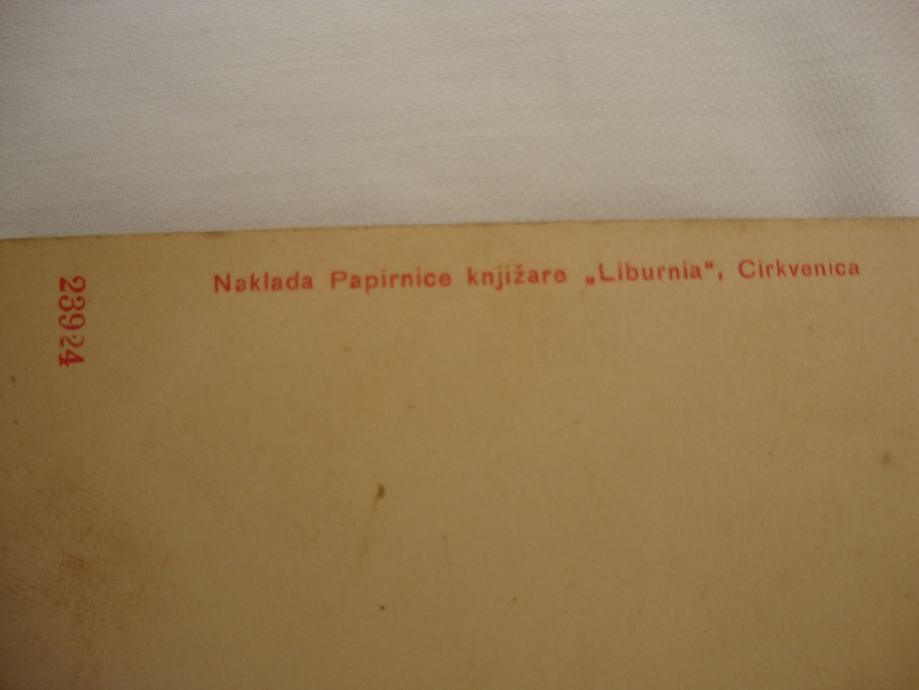 Naklada Papirnice knjižare „Liburnia“, Cirkvenica
23924